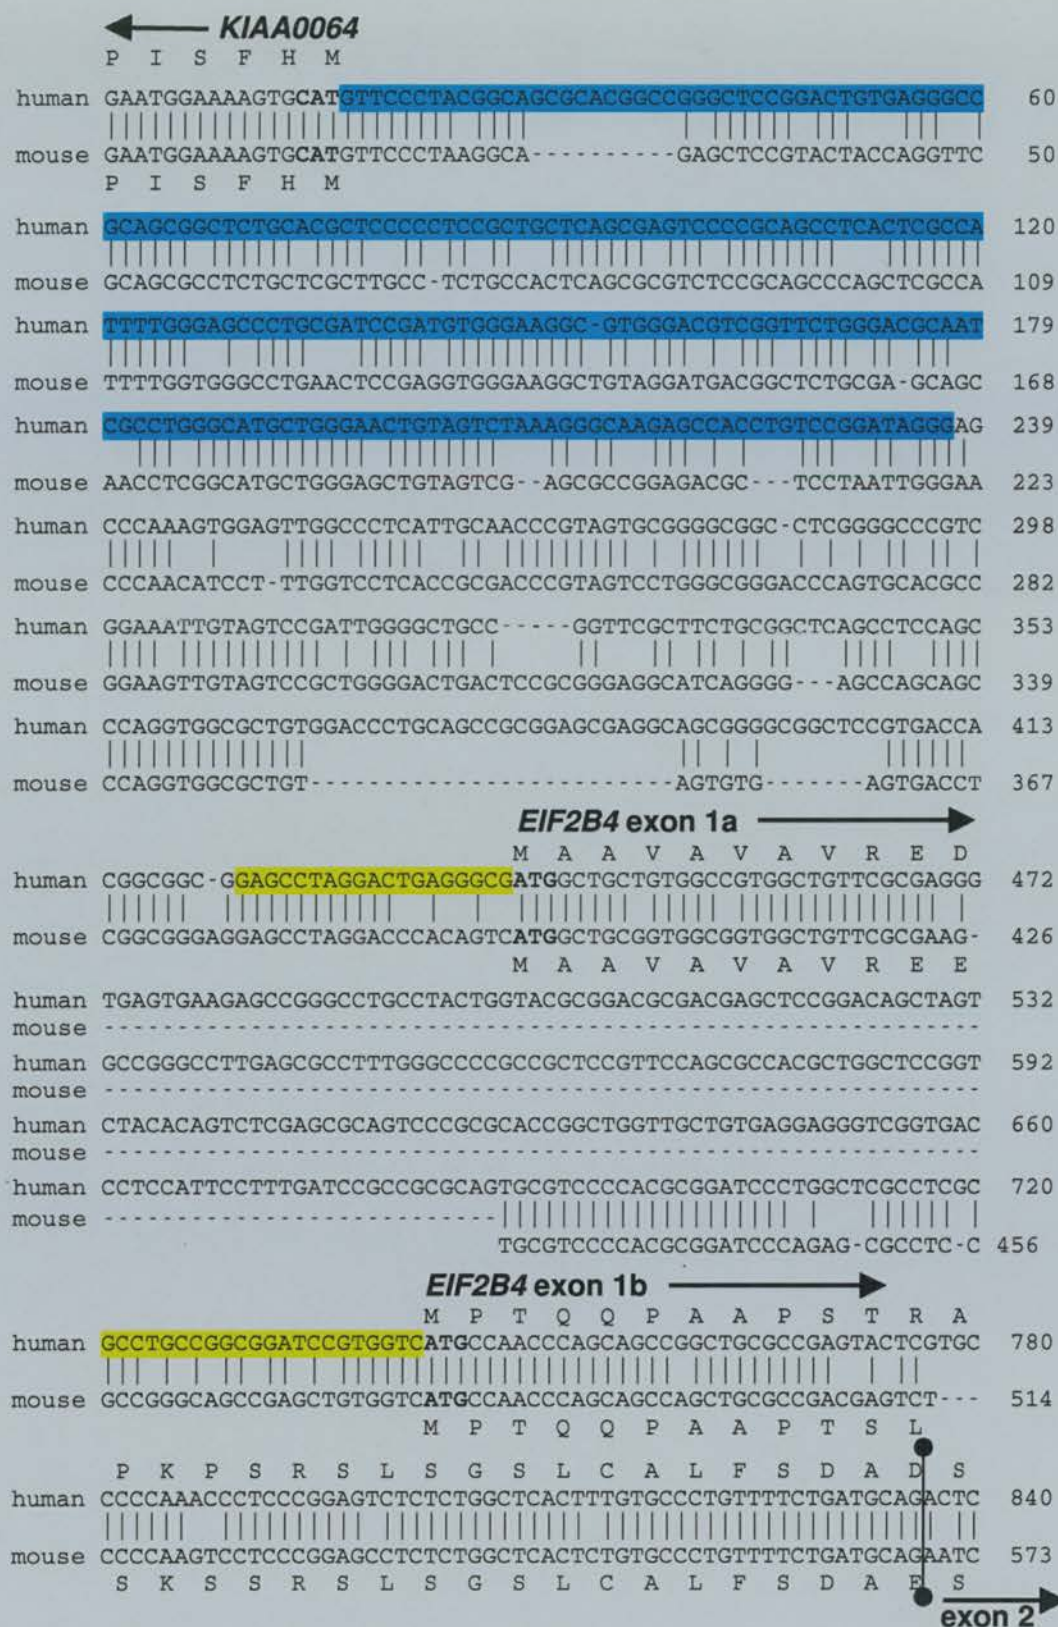 KIAA0064
P I S F H M
human GAATGGAAAAGTGCATGTTCCCTACGGCAGCGCACGGCCGGGCTCCGGACTGTGAGGGCC 60
mouse GAATGGAAAAGTGCATGTTCCCTAAGGCA----------GAGCTCCGTACTACCAGGTTC 50
P I S F H M
human GCAGCGGCTCTGCACGCTCCCCCTCCGCTGCTCAGCGAGTCCCCGCAGCCTCACTCGCCA 120
mouse GCAGCGCCTCTGCTCGCTTGCC-TCTGCCACTCAGCGCGTCTCCGCAGCCCAGCTCGCCA 109
human TTTTGGGAGCCCTGCGATCCGATGTGGGAAGGC-GTGGGACGTCGGTTCTGGGACGCAAT 179
mouse TTTTGGTGGGCCTGAACTCCGAGGTGGGAAGGCTGTAGGATGACGGCTCTGCGA-GCAGC 168
human CGCCTGGGCATGCTGGGAACTGTAGTCTAAAGGGCAAGAGCCACCTGTCCGGATAGGGAG 239
mouse AACCTCGGCATGCTGGGAGCTGTAGTCG--AGCGCCGGAGACGC---TCCTAATTGGGAA 223
human CCCAAAGTGGAGTTGGCCCTCATTGCAACCCGTAGTGCGGGGCGGC-CTCGGGGCCCGTC 298
mouse CCCAACATCCT-TTGGTCCTCACCGCGACCCGTAGTCCTGGGCGGGACCCAGTGCACGCC 282
human GGAAATTGTAGTCCGATTGGGGCTGCC-----GGTTCGCTTCTGCGGCTCAGCCTCCAGC 353
mouse GGAAGTTGTAGTCCGCTGGGGACTGACTCCGCGGGAGGCATCAGGGG---AGCCAGCAGC 339
human CCAGGTGGCGCTGTGGACCCTGCAGCCGCGGAGCGAGGCAGCGGGGCGGCTCCGTGACCA 413
mouse CCAGGTGGCGCTGT-------------------------AGTGTG-------AGTGACCT 367
EIF2B4 exon 1a
M A A V A V A V R E D
human CGGCGGC-GGAGCCTAGGACTGAGGGCGATGGCTGCTGTGGCCGTGGCTGTTCGCGAGGG 472
mouse CGGCGGGAGGAGCCTAGGACCCACAGTCATGGCTGCGGTGGCGGTGGCTGTTCGCGAAG- 426
M A A V A V A V R E E
human TGAGTGAAGAGCCGGGCCTGCCTACTGGTACGCGGACGCGACGAGCTCCGGACAGCTAGT 532
mouse ------------------------------------------------------------
human GCCGGGCCTTGAGCGCCTTTGGGCCCCGCCGCTCCGTTCCAGCGCCACGCTGGCTCCGGT 592
mouse ------------------------------------------------------------
human CTACACAGTCTCGAGCGCAGTCCCGCGCACCGGCTGGTTGCTGTGAGGAGGGTCGGTGAC 660
mouse ------------------------------------------------------------
human CCTCCATTCCTTTGATCCGCCGCGCAGTGCGTCCCCACGCGGATCCCTGGCTCGCCTCGC 720
mouse ---------------------------
TGCGTCCCCACGCGGATCCCAGAG-CGCCTC-C 456
EIF2B4 exon 1b
M P T Q Q P A A P S T R A
human GCCTGCCGGCGGATCCGTGGTCATGCCAACCCAGCAGCCGGCTGCGCCGAGTACTCGTGC 780
mouse GCCGGGCAGCCGAGCTGTGGTCATGCCAACCCAGCAGCCAGCTGCGCCGACGAGTCT--- 514
M P T Q Q P A A P T S L
P K P S R S L S G S L C A L F S D A D S
human CCCCAAACCCTCCCGGAGTCTCTCTGGCTCACTTTGTGCCCTGTTTTCTGATGCAGACTC 840
mouse CCCCAAGTCCTCCCGGAGCCTCTCTGGCTCACTCTGTGCCCTGTTTTCTGATGCAGAATC 573
S K S S R S L S G S L C A L F S D A E S
exon 2